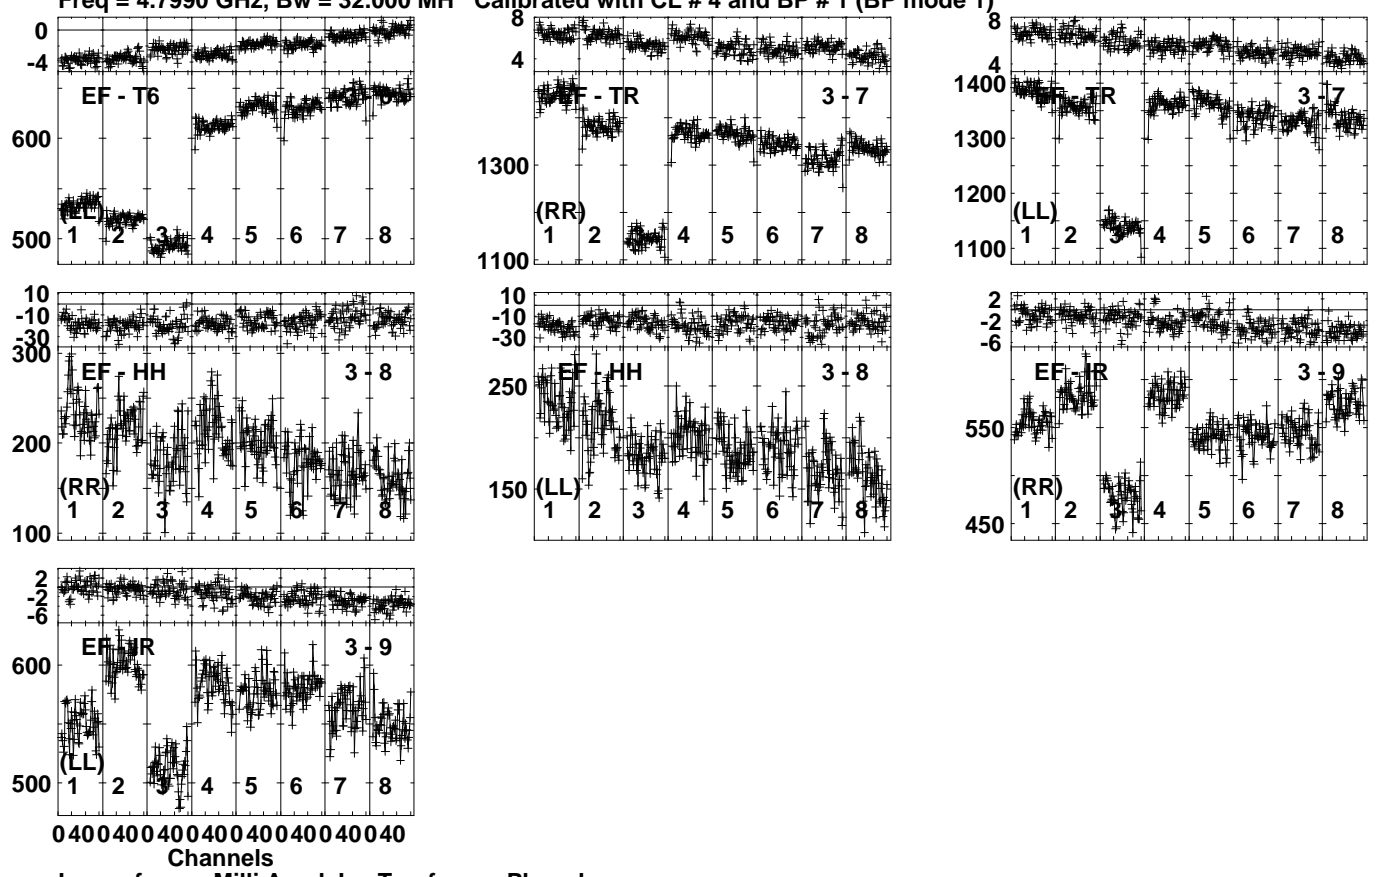 Freq = 4.7990 GHz, Bw = 32.000 MH Calibrated with CL # 4 and BP # 1 (BP mode 1)
0
-4
EF - T6
600
(LL)
500
1 2 3 4 5 6 7 8
8
4
EF - TR 3 - 7
1300
(RR)
1100
1 2 3 4 5 6 7 8
8
4
1400
EF - TR 3 - 7
1300
1200
(LL)
1100
1 2 3 4 5 6 7 8
10
-10
-30
300
EF - HH 3 - 8
200
(RR)
100
1 2 3 4 5 6 7 8
10
-10
-30
EF - HH 3 - 8
250
150
(LL)
1 2 3 4 5 6 7 8
2
-2
-6
EF - IR 3 - 9
550
(RR)
450
1 2 3 4 5 6 7 8
2
-2
-6
EF - IR 3 - 9
600
(LL)
500
1 2 3 4 5 6 7 8
0 40 0 40 0 40 0 40 0 40 0 40 0 40 0 40
Channels